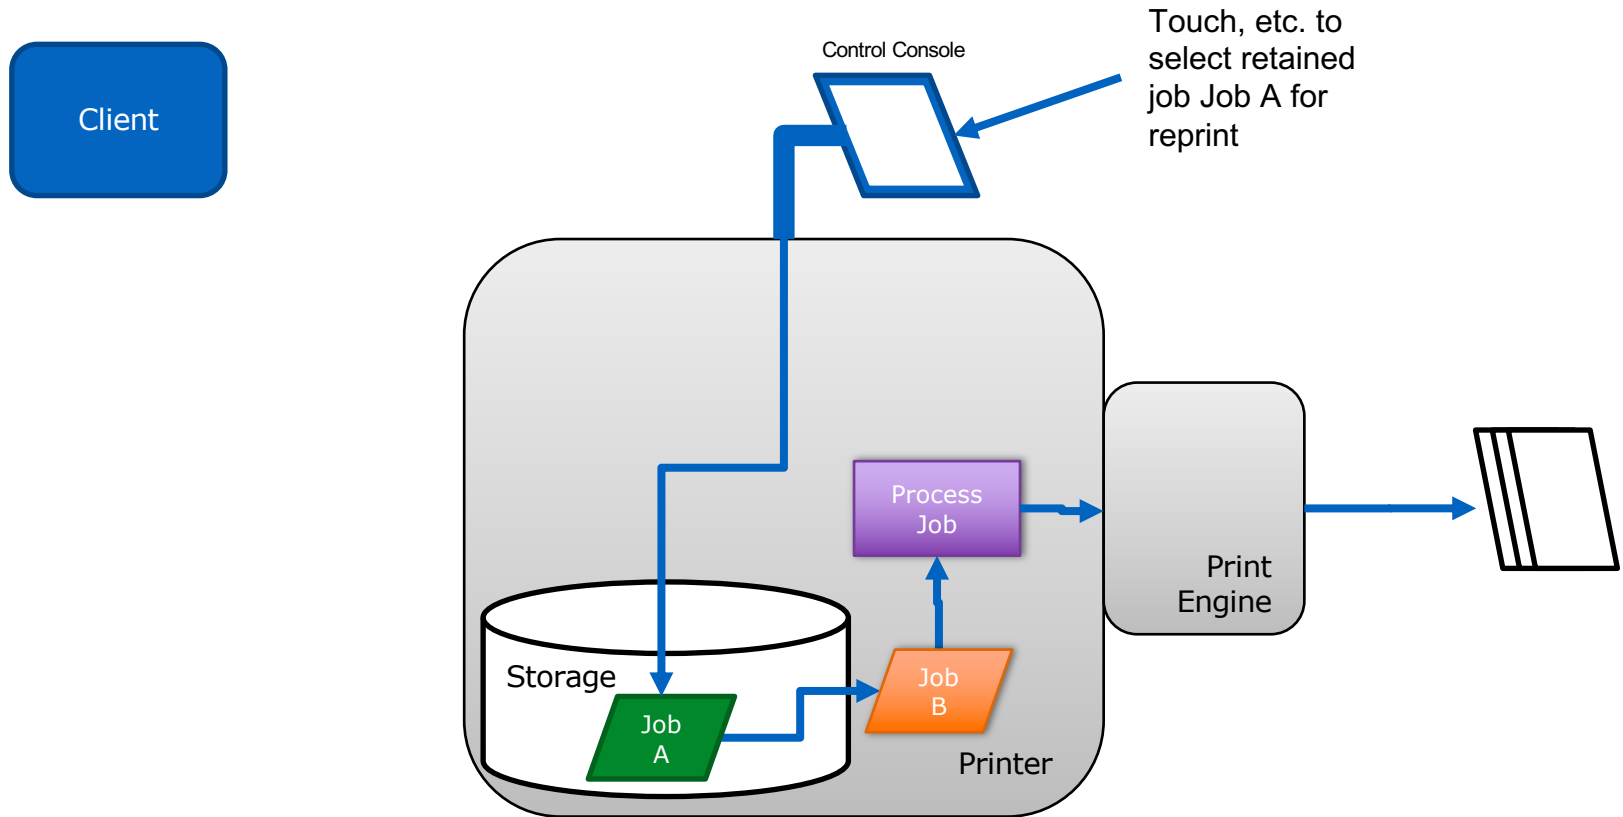 Client
Control Console
Touch, etc. to
select retained
job Job A for
reprint
Process
Job
Print
Engine
Storage
Job
A
Job
B
Printer